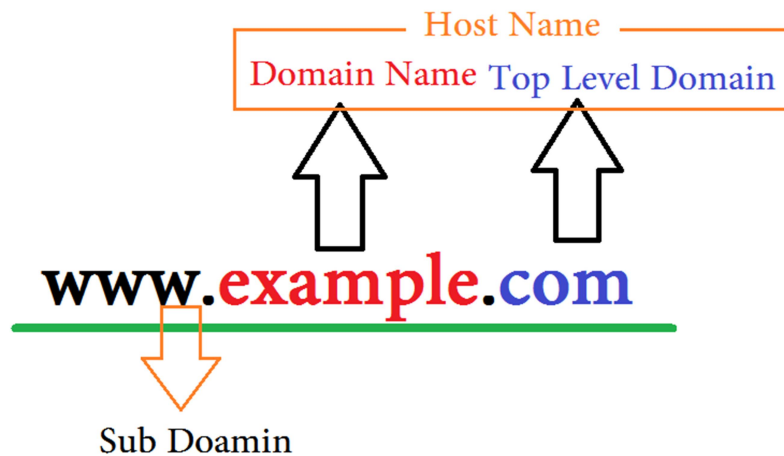 Host Name
Domain Name Top Level Domain
www.example.com
Sub Doamin